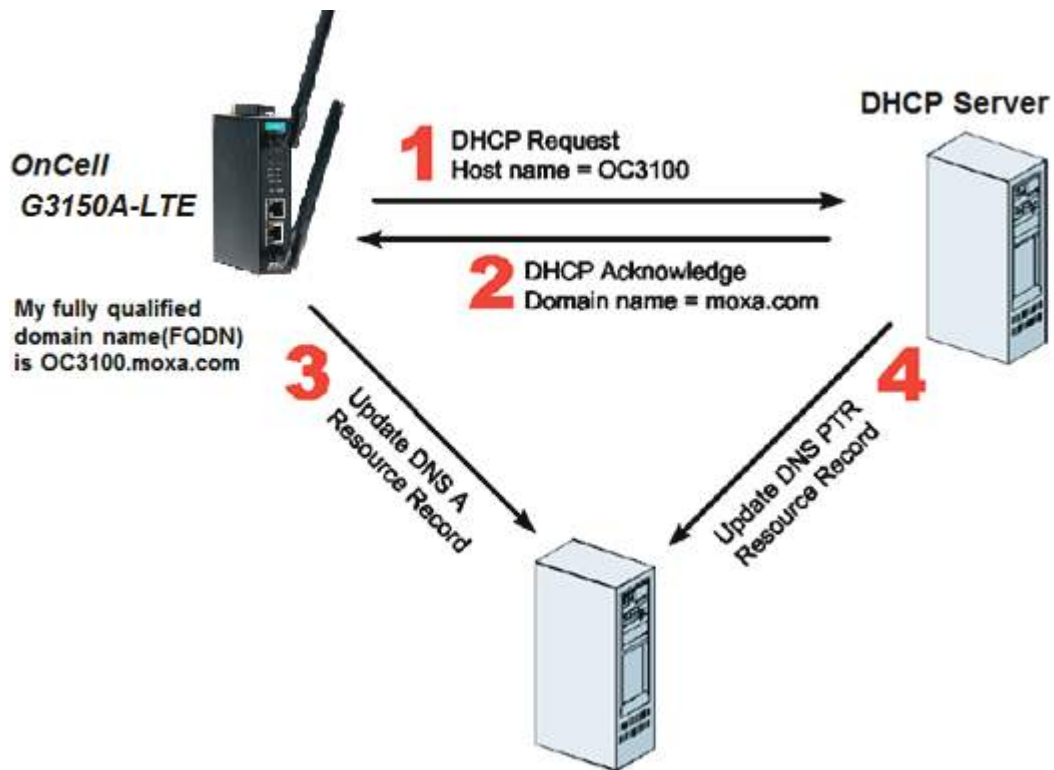 DHCP Server
1
DHCP Request
Host name = OC3100
OnCell
G3150A-LTE
2
DHCP Acknowledge
Domain name = moxa.com
My fully qualified
domain name(FQDN)
is OC3100.moxa.com
3
Update DNS A
Resource Record
4
Update DNS PTR
Resource Record